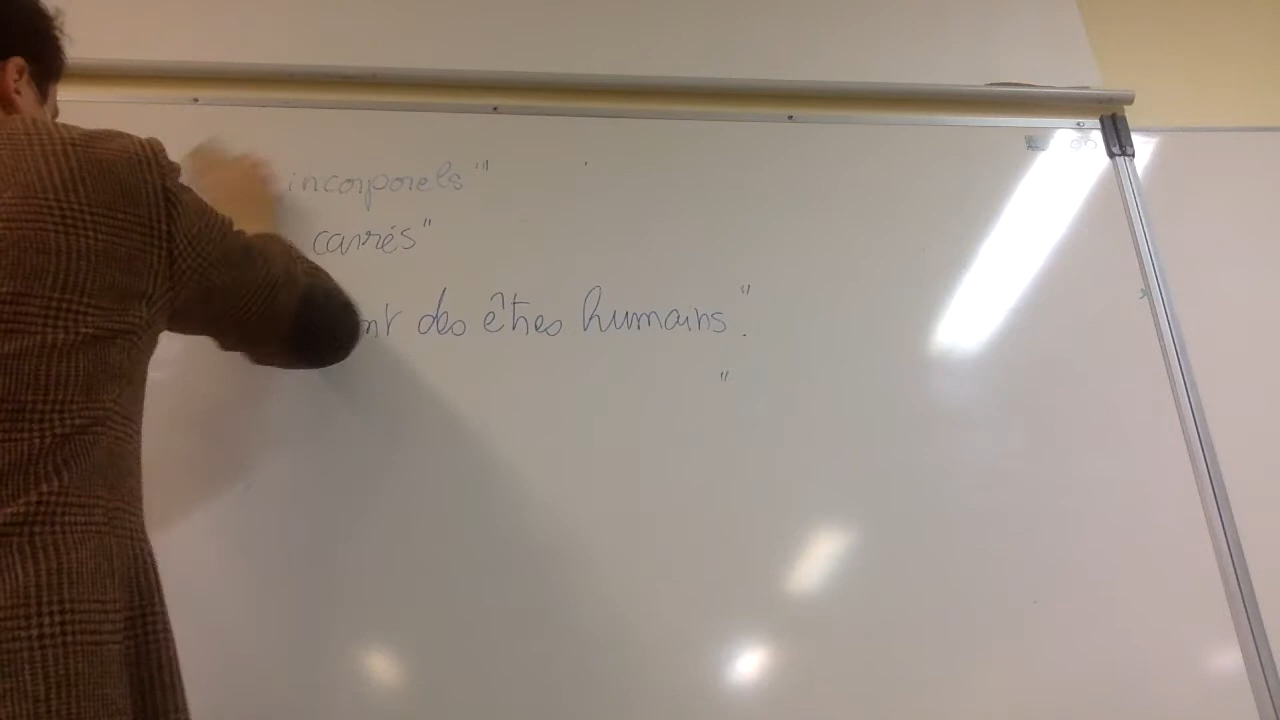 incorporels'"
carrés"
des êtres humains."
"